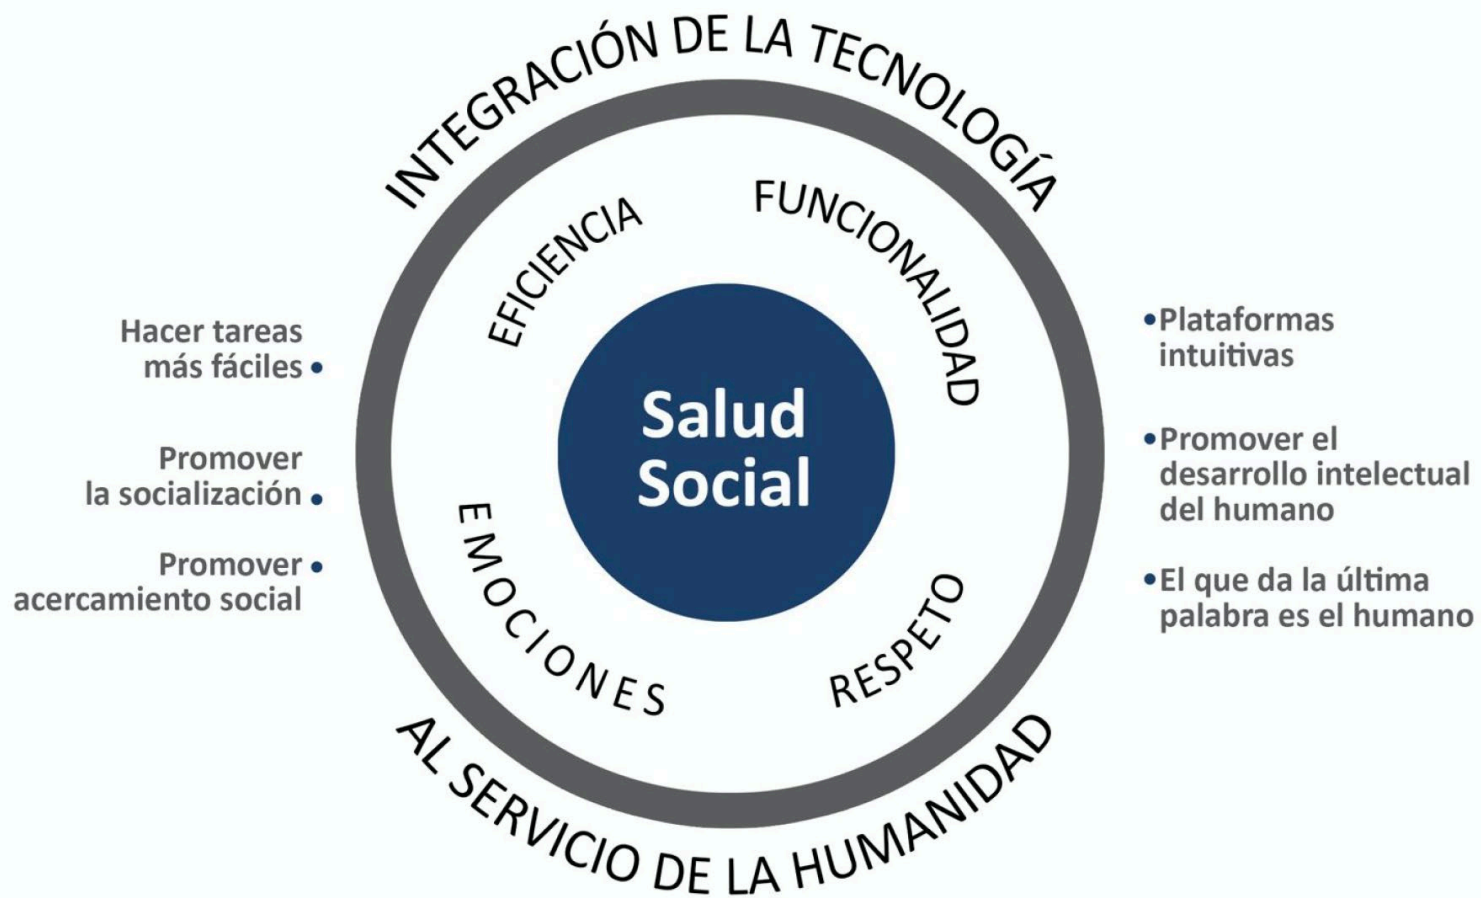 INTEGRACIÓN DE LA TECNOLOGÍA
EFICIENCIA
FUNCIONALIDAD
Hacer tareas
más fáciles •
Promover
la socialización •
Promover •
acercamiento social
Salud
Social
•Plataformas
intuitivas
•Promover el
desarrollo intelectual
del humano
•El que da la última
palabra es el humano
EMOCIONES
RESPETO
AL SERVICIO DE LA HUMANIDAD